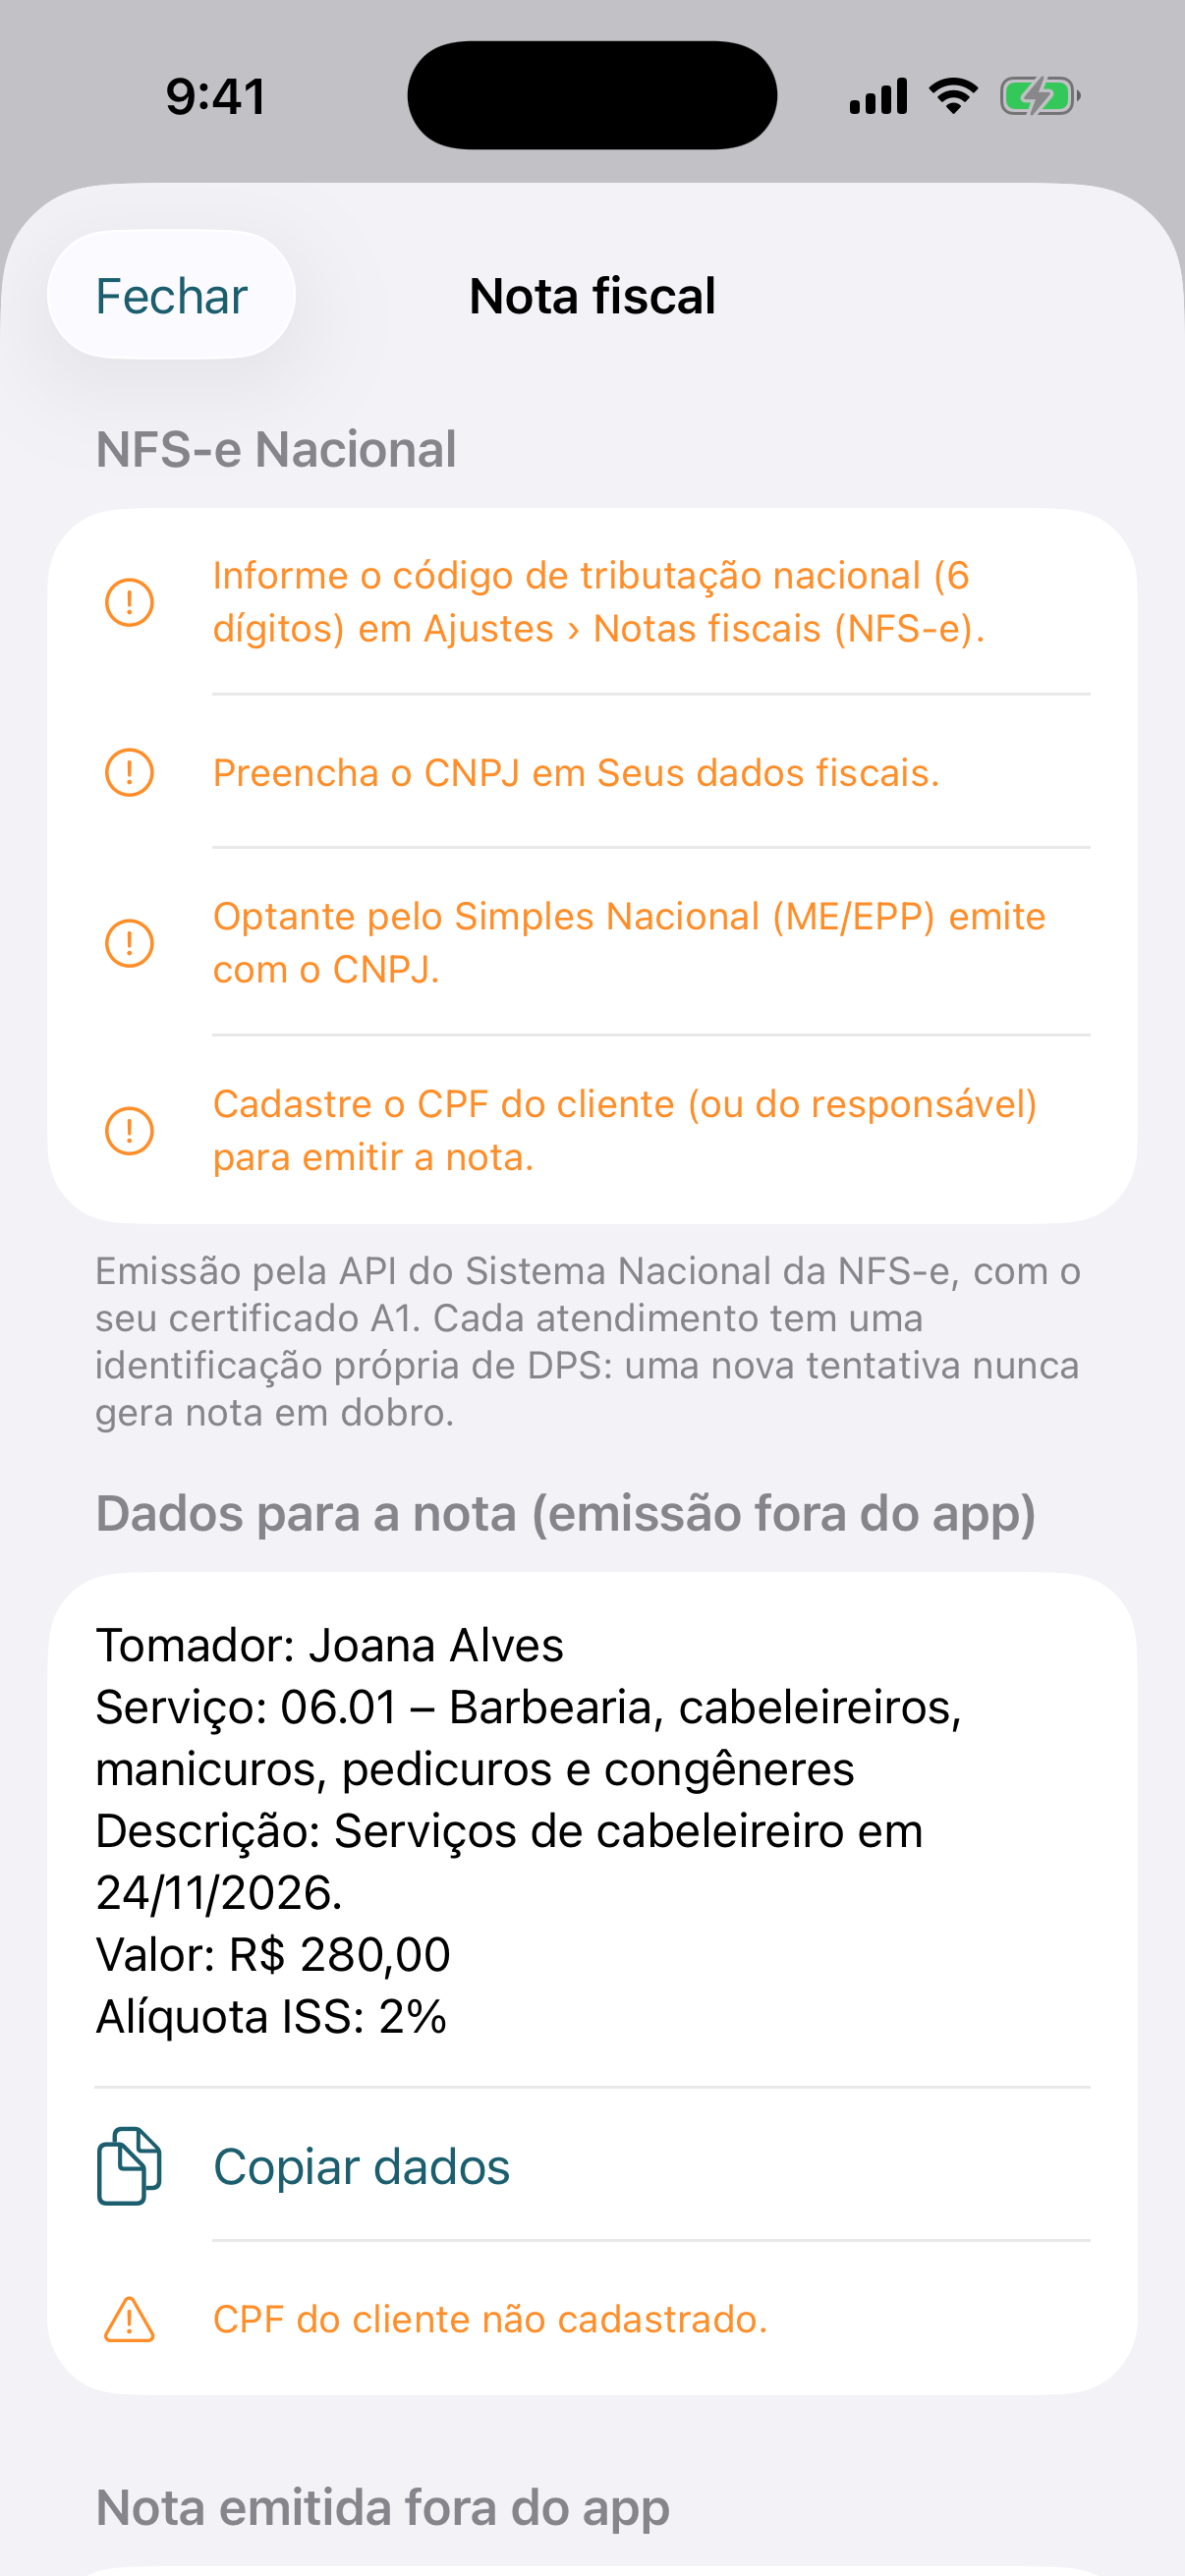 9:41
Fechar
Nota fiscal
NFS-e Nacional
Informe o código de tributação nacional (6
dígitos) em Ajustes › Notas fiscais (NFS-e).
Preencha o CNPJ em Seus dados fiscais.
Optante pelo Simples Nacional (ME/EPP) emite
com o CNPJ.
Cadastre o CPF do cliente (ou do responsável)
para emitir a nota.
Emissão pela API do Sistema Nacional da NFS-e, com o
seu certificado A1. Cada atendimento tem uma
identificação própria de DPS: uma nova tentativa nunca
gera nota em dobro.
Dados para a nota (emissão fora do app)
Tomador: Joana Alves
Serviço: 06.01 – Barbearia, cabeleireiros,
manicuros, pedicuros e congêneres
Descrição: Serviços de cabeleireiro em
24/11/2026.
Valor: R$ 280,00
Alíquota ISS: 2%
Copiar dados
CPF do cliente não cadastrado.
Nota emitida fora do app